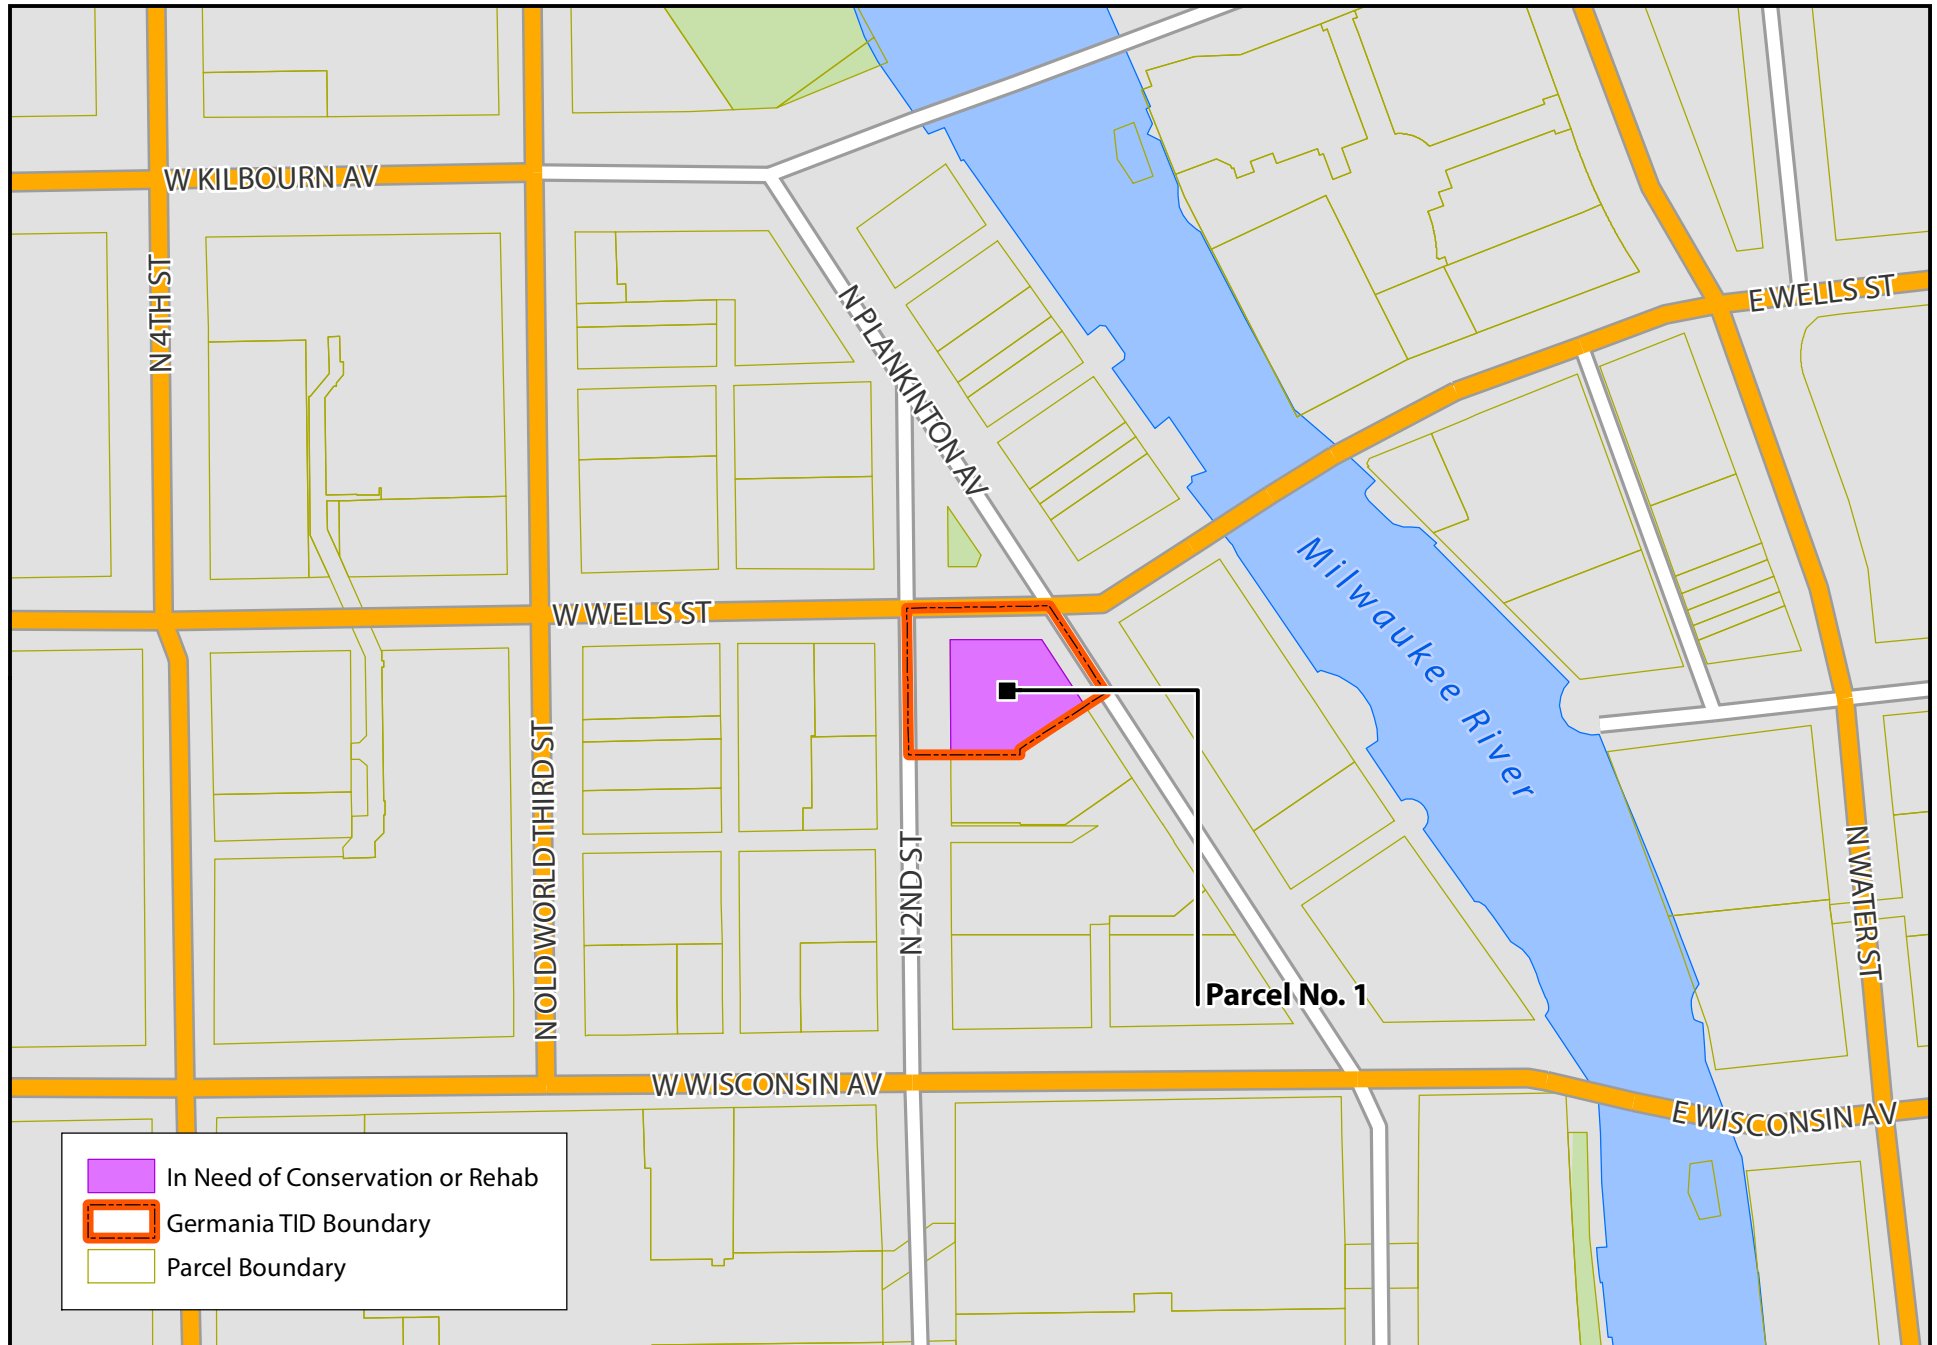 W KILBOURN AV
N 4TH ST
N PLANKINTON AV
E WELLS ST
W WELLS ST
Milwaukee River
N OLD WORLD THIRD ST
N 2ND ST
N WATER ST
Parcel No. 1
W WISCONSIN AV
E WISCONSIN AV
In Need of Conservation or Rehab
Germania TID Boundary
Parcel Boundary